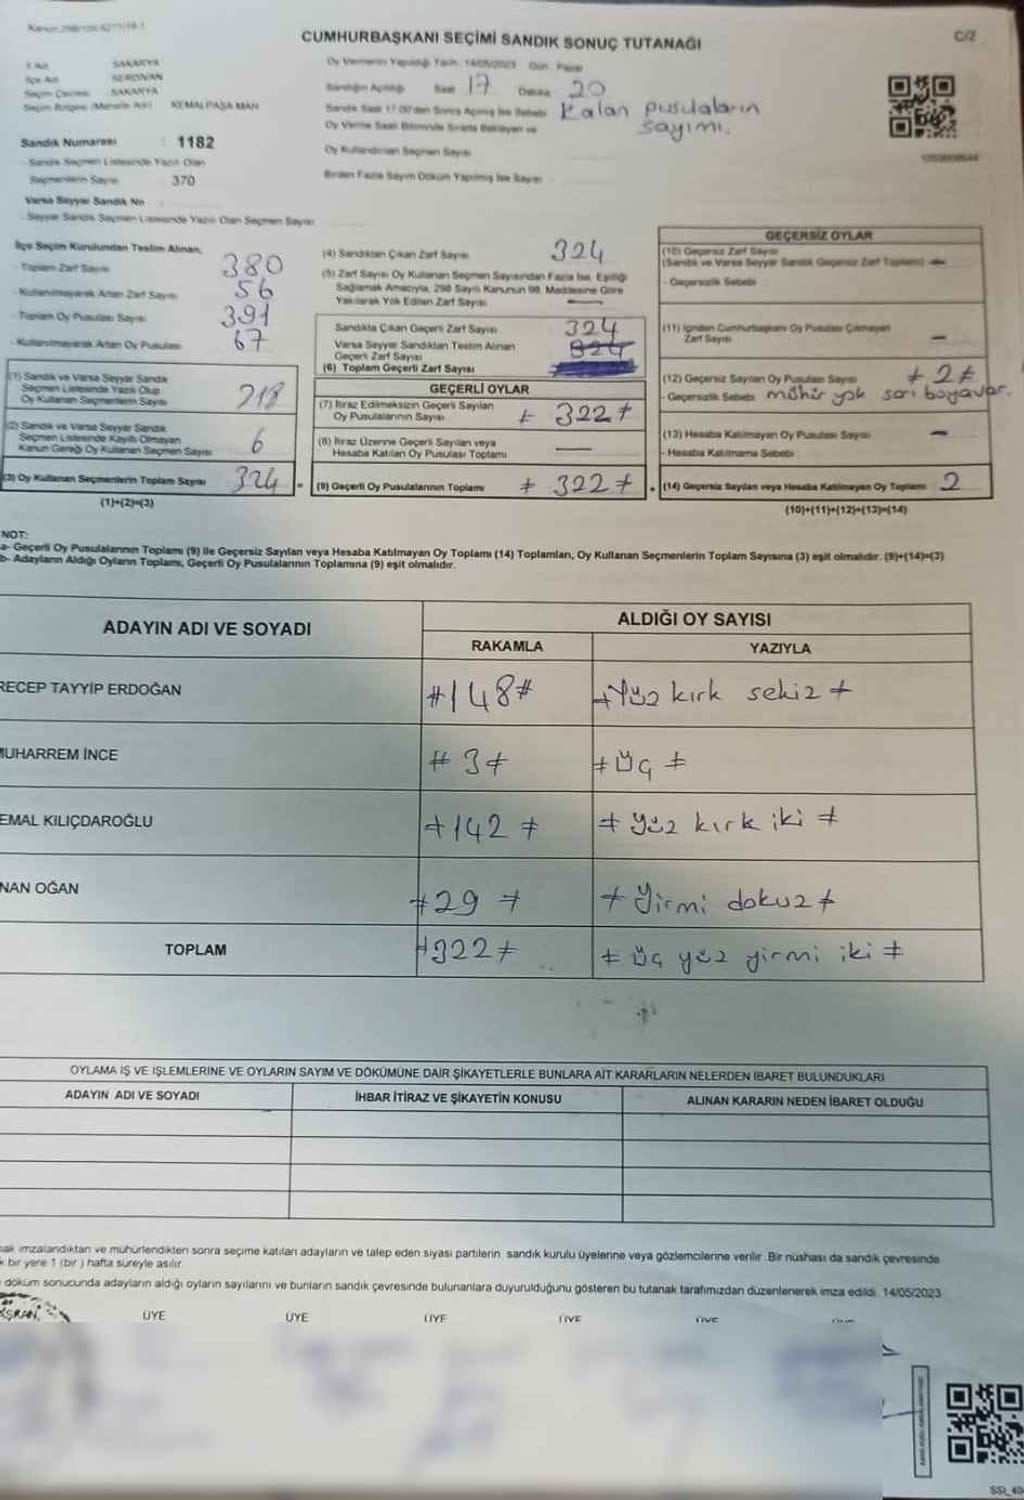 CUMHURBAŞKANI SEÇİMİ SANDIK SONUÇ TUTANAĞI
C/2
İl Adı SAKARYA
İlçe Adı SERDİVAN
Seçim Çevresi SAKARYA
Seçim Bölgesi (Mahalle Adı) KEMALPAŞA MAH.
Sandık Numarası : 1182
Sandık Seçmen Listesinde Yazılı Olan
Seçmenlerin Sayısı 370
Varsa Seyyar Sandık No
Seyyar Sandık Seçmen Listesinde Yazılı Olan Seçmen Sayısı
Oy Vermenin Yapıldığı Tarih: 14/05/2023 Gün: Pazar
Sandığın Açıldığı Saat 17 Dakika 20
Sandık Saat 17:00'den Sonra Açılmış İse Sebebi Kalan pusulaların
sayımı.
Oy Verme Saati Bitiminde Sırada Bekleyen ve
Oy Kullandırılan Seçmen Sayısı
Birden Fazla Sayım Döküm Yapılmış İse Sayısı
İlçe Seçim Kurulundan Teslim Alınan;
- Toplam Zarf Sayısı 380
- Kullanılmayarak Artan Zarf Sayısı 56
- Toplam Oy Pusulası Sayısı 391
- Kullanılmayarak Artan Oy Pusulası 67
(1) Sandık ve Varsa Seyyar Sandık
Seçmen Listesinde Yazılı Olup
Oy Kullanan Seçmenlerin Sayısı 318
(2) Sandık ve Varsa Seyyar Sandık
Seçmen Listesinde Kayıtlı Olmayan
Kanun Gereği Oy Kullanan Seçmen Sayısı 6
(3) Oy Kullanan Seçmenlerin Toplam Sayısı 324
(1)+(2)=(3)
(4) Sandıktan Çıkan Zarf Sayısı 324
(5) Zarf Sayısı Oy Kullanan Seçmen Sayısından Fazla İse, Eşitliği
Sağlamak Amacıyla, 298 Sayılı Kanunun 98. Maddesine Göre
Yakılarak Yok Edilen Zarf Sayısı —
Sandıkta Çıkan Geçerli Zarf Sayısı 324
Varsa Seyyar Sandıktan Teslim Alınan
Geçerli Zarf Sayısı
(6) Toplam Geçerli Zarf Sayısı
GEÇERLİ OYLAR
(7) İtiraz Edilmeksizin Geçerli Sayılan
Oy Pusulalarının Sayısı ≠ 322 ≠
(8) İtiraz Üzerine Geçerli Sayılan veya
Hesaba Katılan Oy Pusulası Toplamı —
(9) Geçerli Oy Pusulalarının Toplamı ≠ 322 ≠
GEÇERSİZ OYLAR
(10) Geçersiz Zarf Sayısı
(Sandık ve Varsa Seyyar Sandık Geçersiz Zarf Toplamı) —
- Geçersizlik Sebebi
(11) İçinden Cumhurbaşkanı Oy Pusulası Çıkmayan
Zarf Sayısı —
(12) Geçersiz Sayılan Oy Pusulası Sayısı ≠ 2 ≠
- Geçersizlik Sebebi mühür yok
(13) Hesaba Katılmayan Oy Pusulası Sayısı —
- Hesaba Katılmama Sebebi
(14) Geçersiz Sayılan veya Hesaba Katılmayan Oy Toplamı 2
(10)+(11)+(12)+(13)=(14)
NOT:
a- Geçerli Oy Pusulalarının Toplamı (9) ile Geçersiz Sayılan veya Hesaba Katılmayan Oy Toplamı (14) Toplamları, Oy Kullanan Seçmenlerin Toplam Sayısına (3) eşit olmalıdır. (9)+(14)=(3)
b- Adayların Aldığı Oyların Toplamı, Geçerli Oy Pusulalarının Toplamına (9) eşit olmalıdır.
ADAYIN ADI VE SOYADI
ALDIĞI OY SAYISI
RAKAMLA YAZIYLA
RECEP TAYYİP ERDOĞAN #148# ≠ Yüz kırk sekiz ≠
MUHARREM İNCE # 3 ≠ ≠ üç ≠
EMAL KILIÇDAROĞLU ≠ 142 ≠ ≠ yüz kırk iki ≠
NAN OĞAN ≠ 29 ≠ ≠ yirmi dokuz ≠
TOPLAM ≠ 322 ≠ ≠ üç yüz yirmi iki ≠
OYLAMA İŞ VE İŞLEMLERİNE VE OYLARIN SAYIM VE DÖKÜMÜNE DAİR ŞİKAYETLERLE BUNLARA AİT KARARLARIN NELERDEN İBARET BULUNDUKLARI
ADAYIN ADI VE SOYADI İHBAR İTİRAZ VE ŞİKAYETİN KONUSU ALINAN KARARIN NEDEN İBARET OLDUĞU
imzalandıktan ve mühürlendikten sonra seçime katılan adayların ve talep eden siyasi partilerin sandık kurulu üyelerine veya gözlemcilerine verilir. Bir nüshası da sandık çevresinde
bir yere 1 (bir) hafta süreyle asılır.
döküm sonucunda adayların aldığı oyların sayılarını ve bunların sandık çevresinde bulunanlara duyurulduğunu gösteren bu tutanak tarafımızdan düzenlenerek imza edildi. 14/05/2023
ÜYE ÜYE ÜYE ÜYE ÜYE